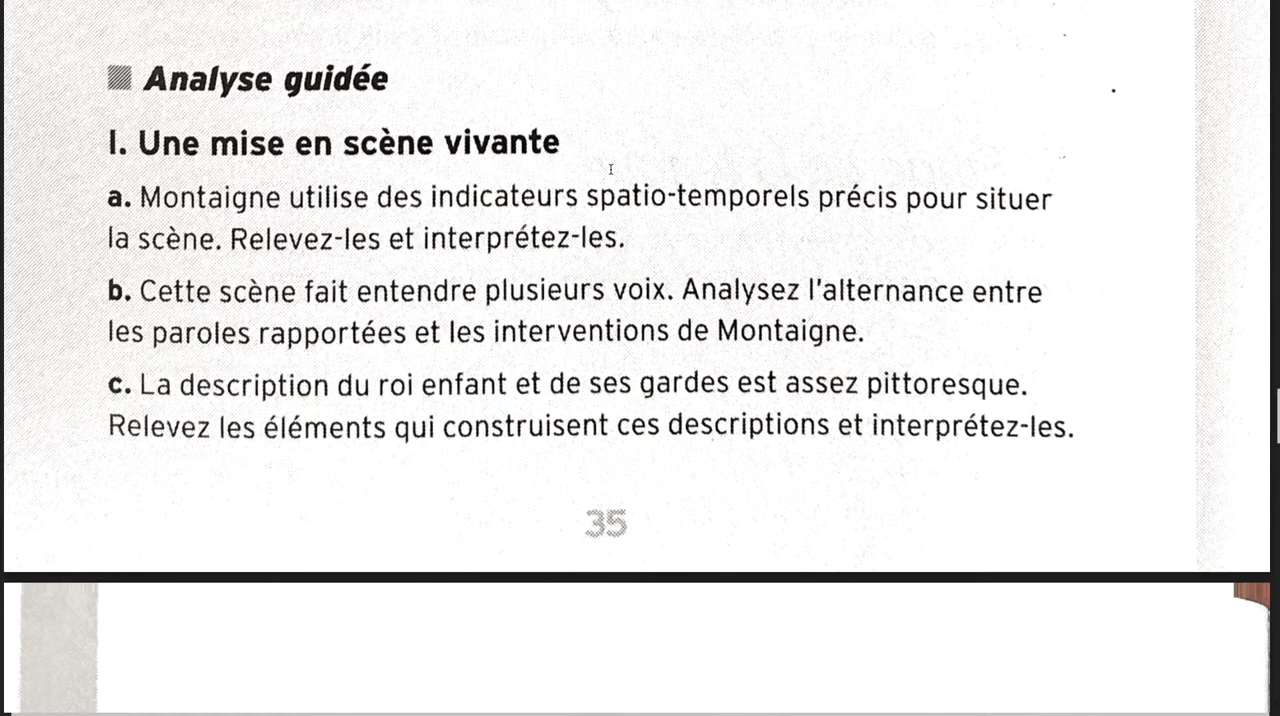 Analyse guidée
I. Une mise en scène vivante
a. Montaigne utilise des indicateurs spatio-temporels précis pour situer
la scène. Relevez-les et interprétez-les.
b. Cette scène fait entendre plusieurs voix. Analysez l'alternance entre
les paroles rapportées et les interventions de Montaigne.
c. La description du roi enfant et de ses gardes est assez pittoresque.
Relevez les éléments qui construisent ces descriptions et interprétez-les.
35